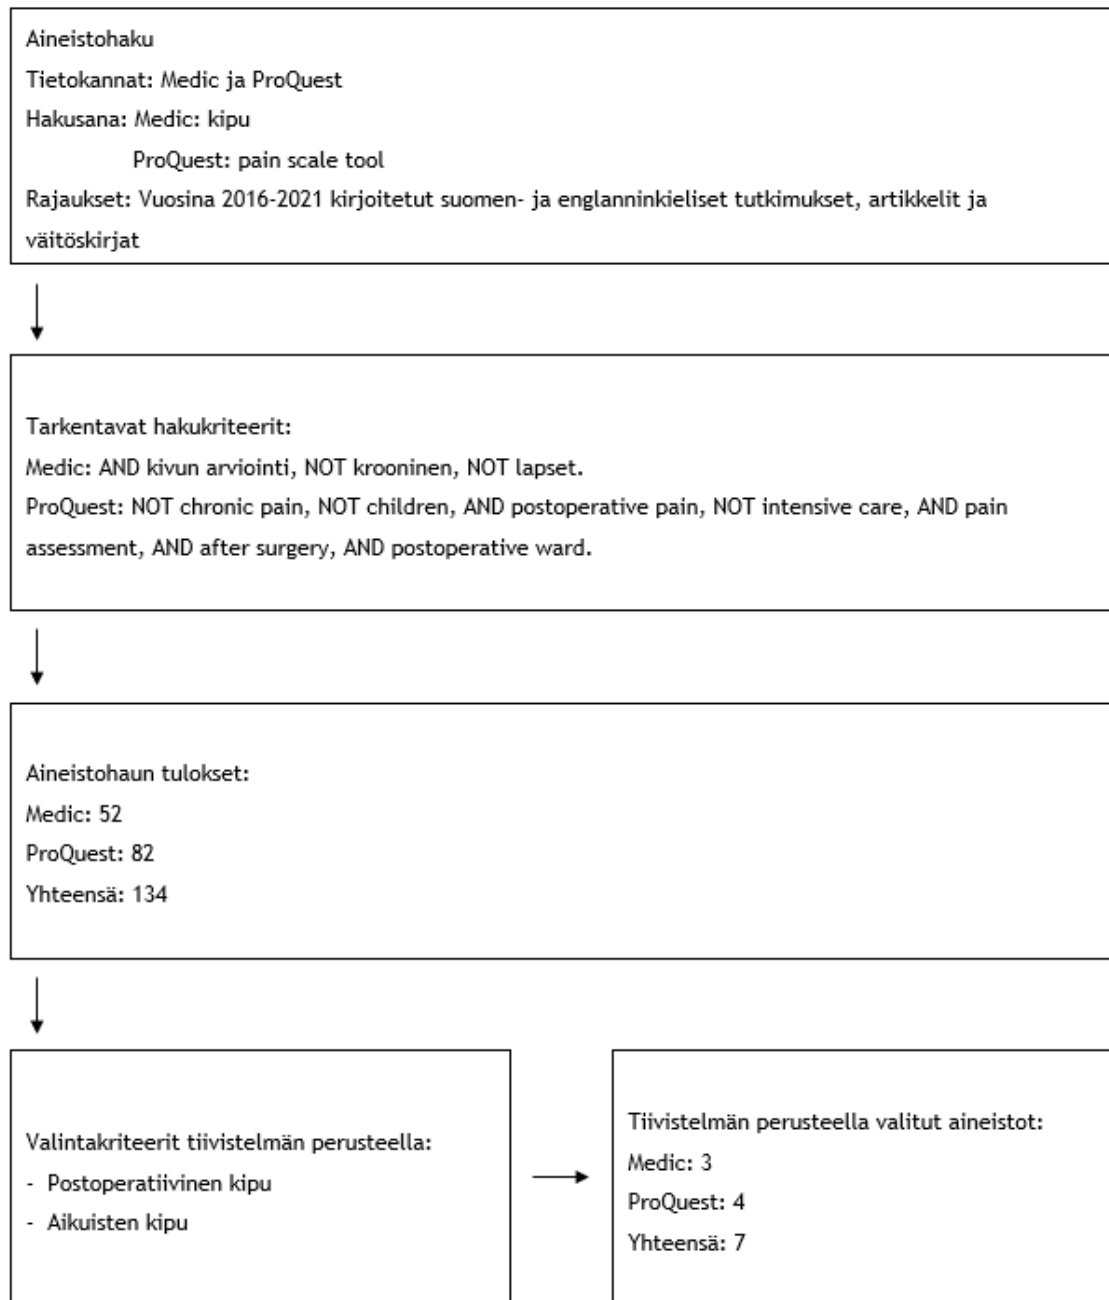 Aineistohaku
Tietokannat: Medic ja ProQuest
Hakusana: Medic: kipu
ProQuest: pain scale tool
Rajaukset: Vuosina 2016-2021 kirjoitetut suomen- ja englanninkieliset tutkimukset, artikkelit ja
väitöskirjat
Tarkentavat hakukriteerit:
Medic: AND kivun arviointi, NOT krooninen, NOT lapset.
ProQuest: NOT chronic pain, NOT children, AND postoperative pain, NOT intensive care, AND pain
assessment, AND after surgery, AND postoperative ward.
Aineistohaun tulokset:
Medic: 52
ProQuest: 82
Yhteensä: 134
Valintakriteerit tiivistelmän perusteella:
- Postoperatiivinen kipu
- Aikuisten kipu
Tiivistelmän perusteella valitut aineistot:
Medic: 3
ProQuest: 4
Yhteensä: 7